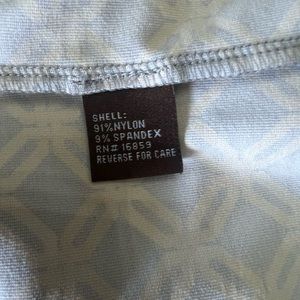 SHELL:
91%NYLON
9% SPANDEX
RN# 16859
REVERSE FOR CARE